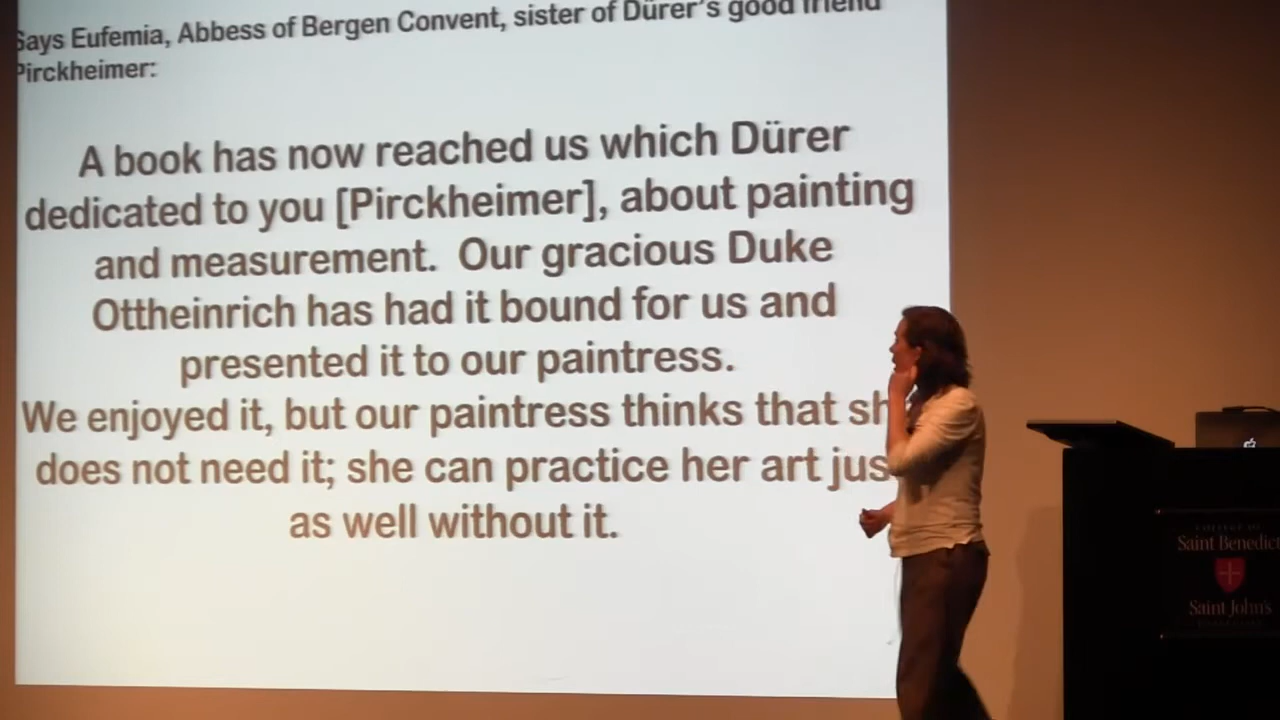 Says Eufemia, Abbess of Bergen Convent, sister of Dürer's good friend
Pirckheimer:
A book has now reached us which Dürer
dedicated to you [Pirckheimer], about painting
and measurement. Our gracious Duke
Ottheinrich has had it bound for us and
presented it to our paintress.
We enjoyed it, but our paintress thinks that sh
does not need it; she can practice her art jus
as well without it.
COLLEGE OF
Saint Benedic
Saint John's